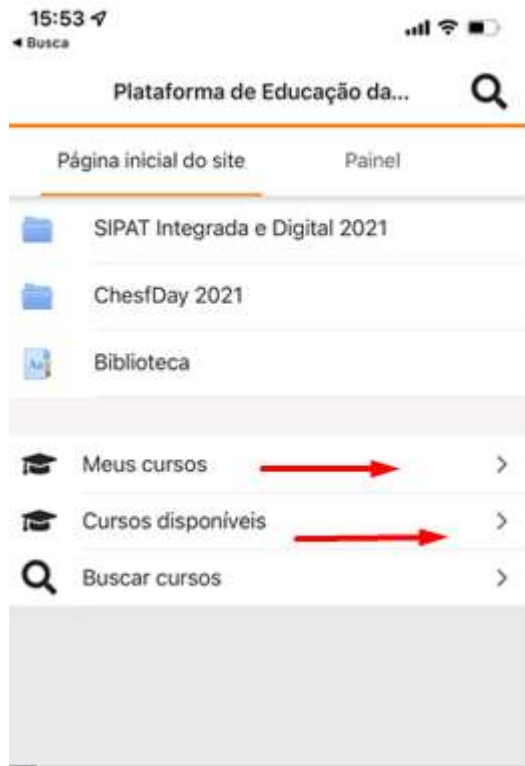 15:53
Busca
Plataforma de Educação da...
Página inicial do site
Painel
SIPAT Integrada e Digital 2021
ChesfDay 2021
Biblioteca
Meus cursos
Cursos disponíveis
Buscar cursos